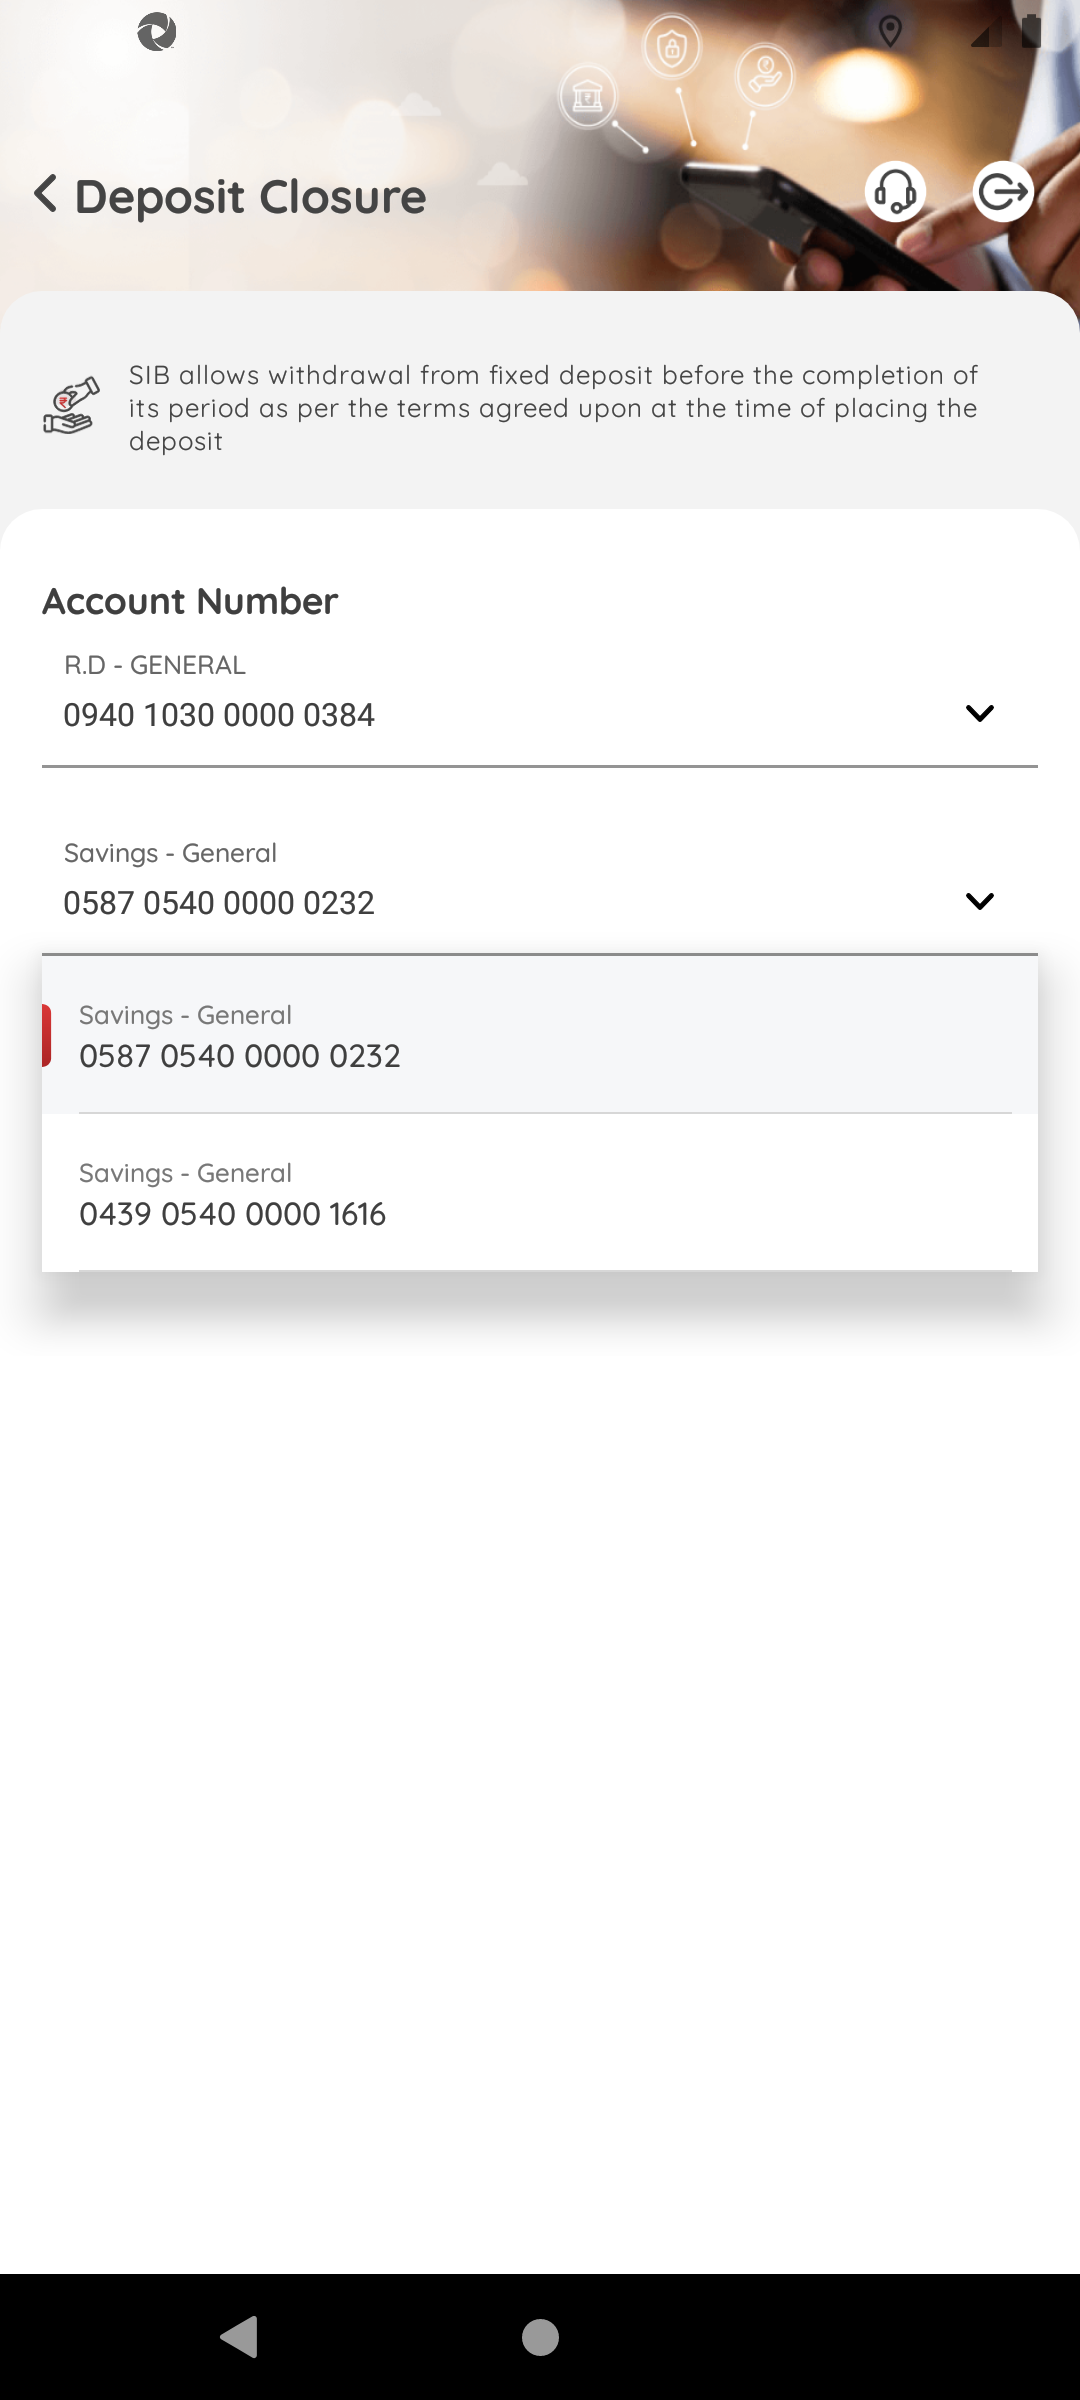 Deposit Closure
SIB allows withdrawal from fixed deposit before the completion of
its period as per the terms agreed upon at the time of placing the
deposit
Account Number
R.D - GENERAL
0940 1030 0000 0384
Savings - General
0587 0540 0000 0232
Savings - General
0587 0540 0000 0232
Savings - General
0439 0540 0000 1616